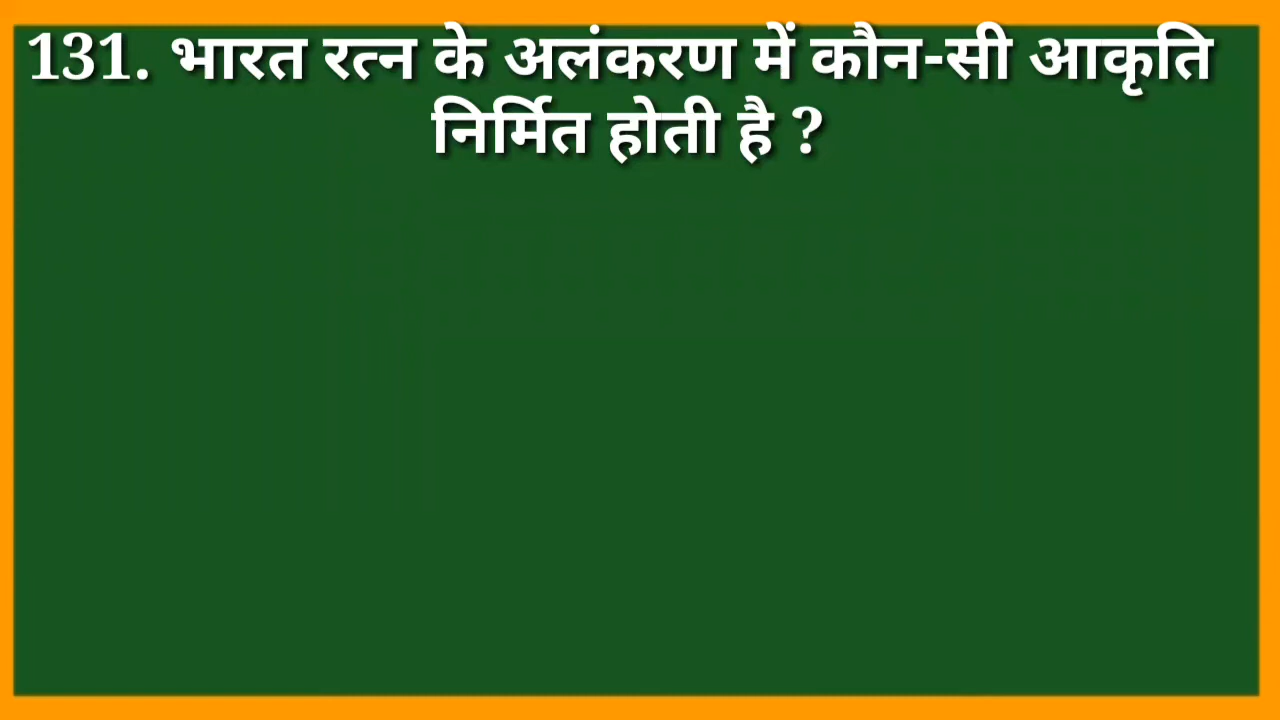 131. भारत रत्न के अलंकरण में कौन-सी आकृति
निर्मित होती है ?